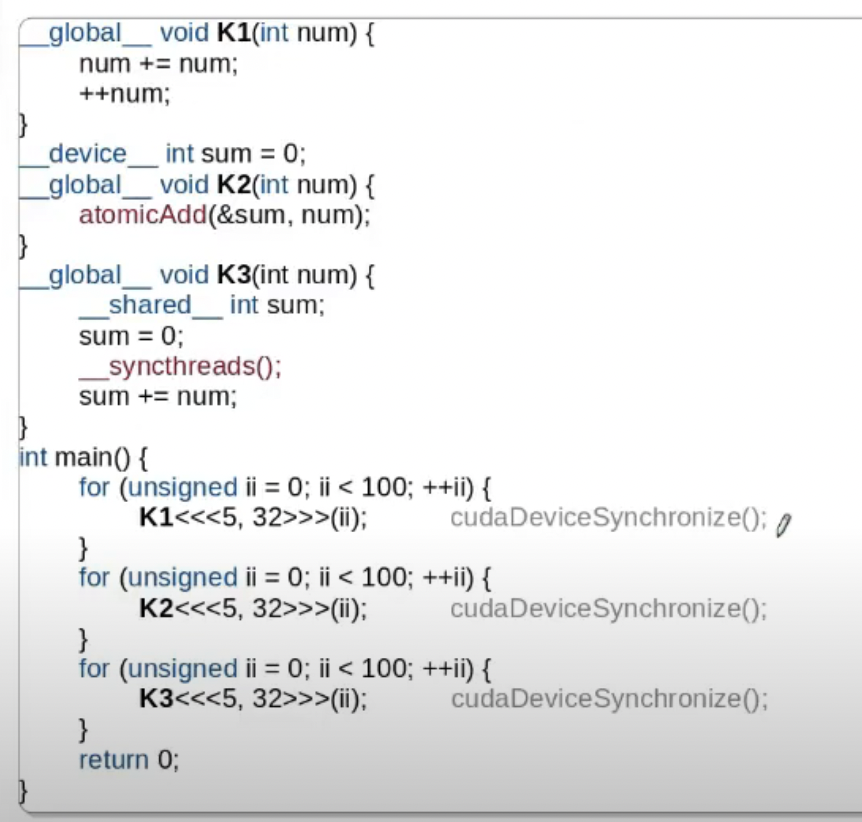 __global__ void K1(int num) {
num += num;
++num;
}
__device__ int sum = 0;
__global__ void K2(int num) {
atomicAdd(&sum, num);
}
__global__ void K3(int num) {
__shared__ int sum;
sum = 0;
__syncthreads();
sum += num;
}
int main() {
for (unsigned ii = 0; ii < 100; ++ii) {
K1<<<5, 32>>>(ii); cudaDeviceSynchronize();
}
for (unsigned ii = 0; ii < 100; ++ii) {
K2<<<5, 32>>>(ii); cudaDeviceSynchronize();
}
for (unsigned ii = 0; ii < 100; ++ii) {
K3<<<5, 32>>>(ii); cudaDeviceSynchronize();
}
return 0;
}